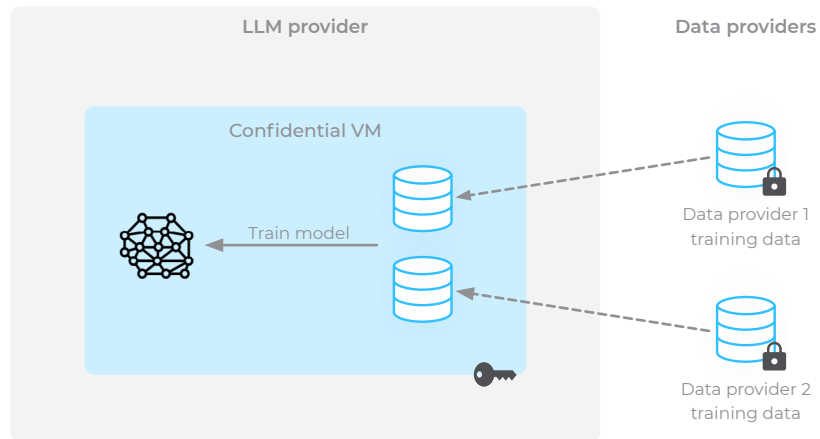 LLM provider
Data providers
Confidential VM
Train model
Data provider 1
training data
Data provider 2
training data